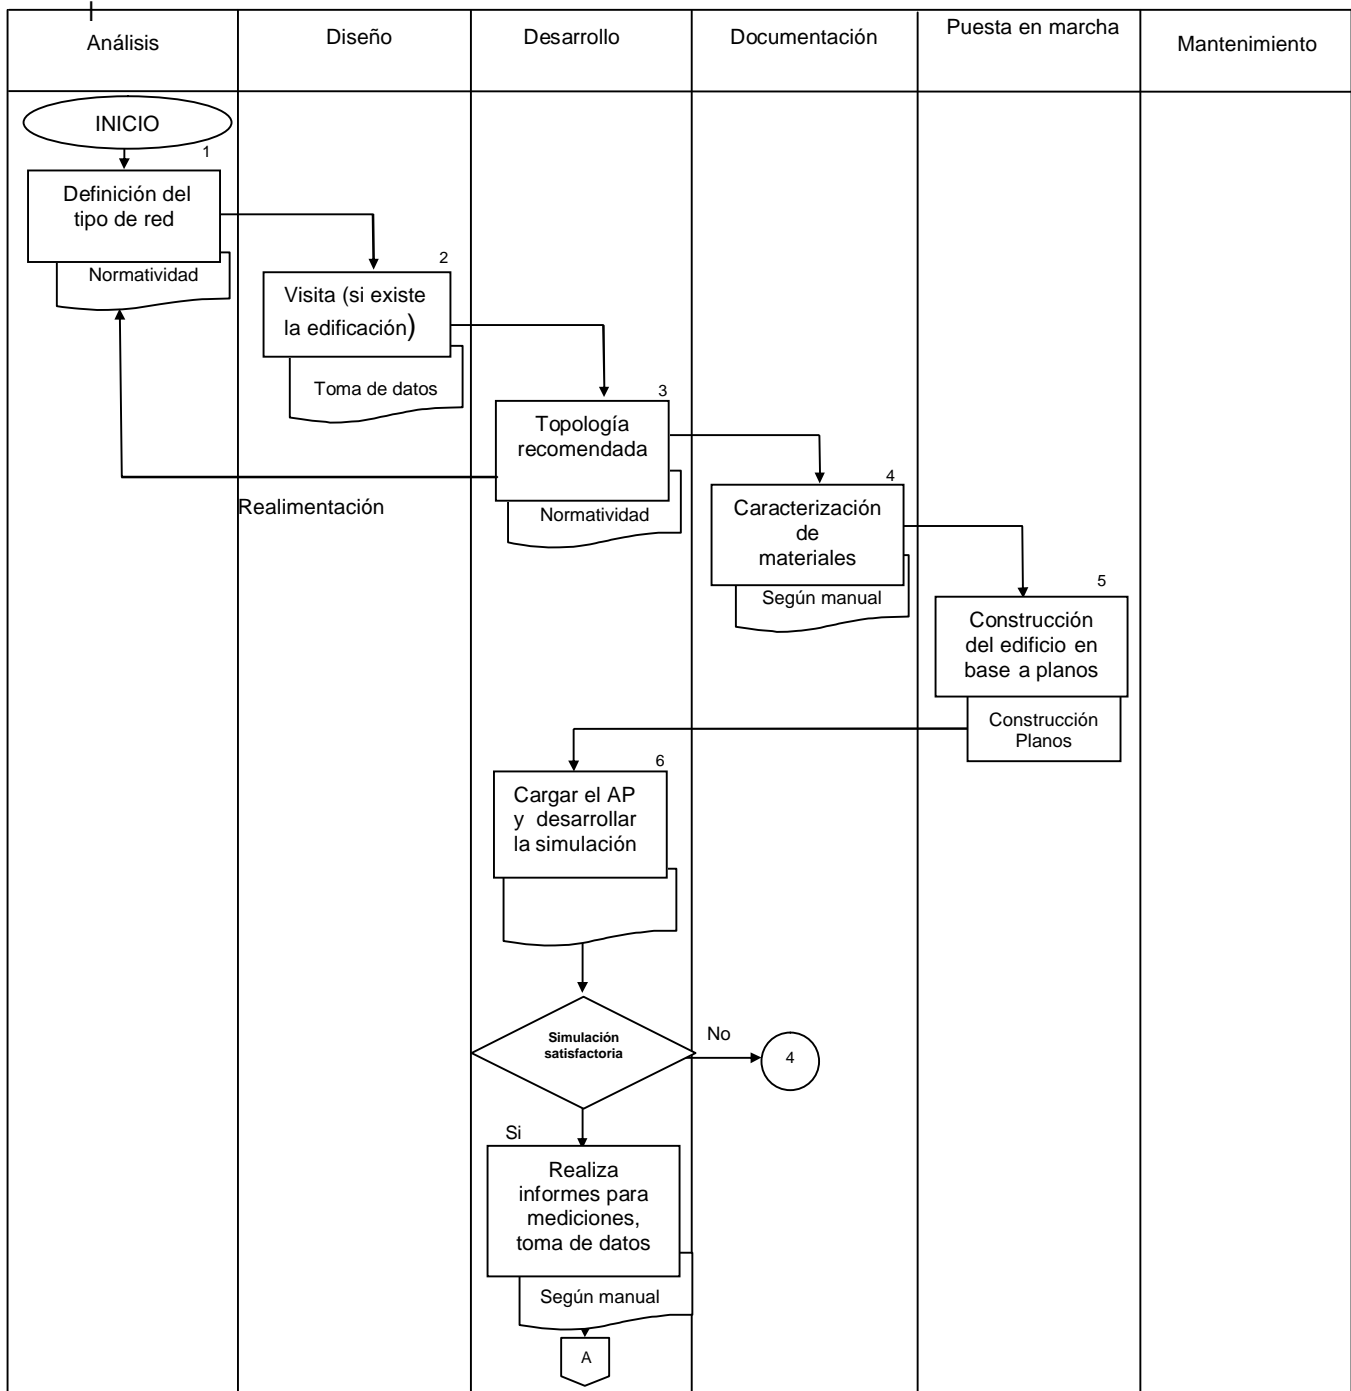 Análisis
Diseño
Desarrollo
Documentación
Puesta en marcha
Mantenimiento
INICIO
1
Definición del
tipo de red
Normatividad
2
Visita (si existe
la edificación)
Toma de datos
3
Topología
recomendada
Normatividad
Realimentación
4
Caracterización
de
materiales
Según manual
5
Construcción
del edificio en
base a planos
Construcción
Planos
6
Cargar el AP
y desarrollar
la simulación
Simulación
satisfactoria
No
4
Si
Realiza
informes para
mediciones,
toma de datos
Según manual
A